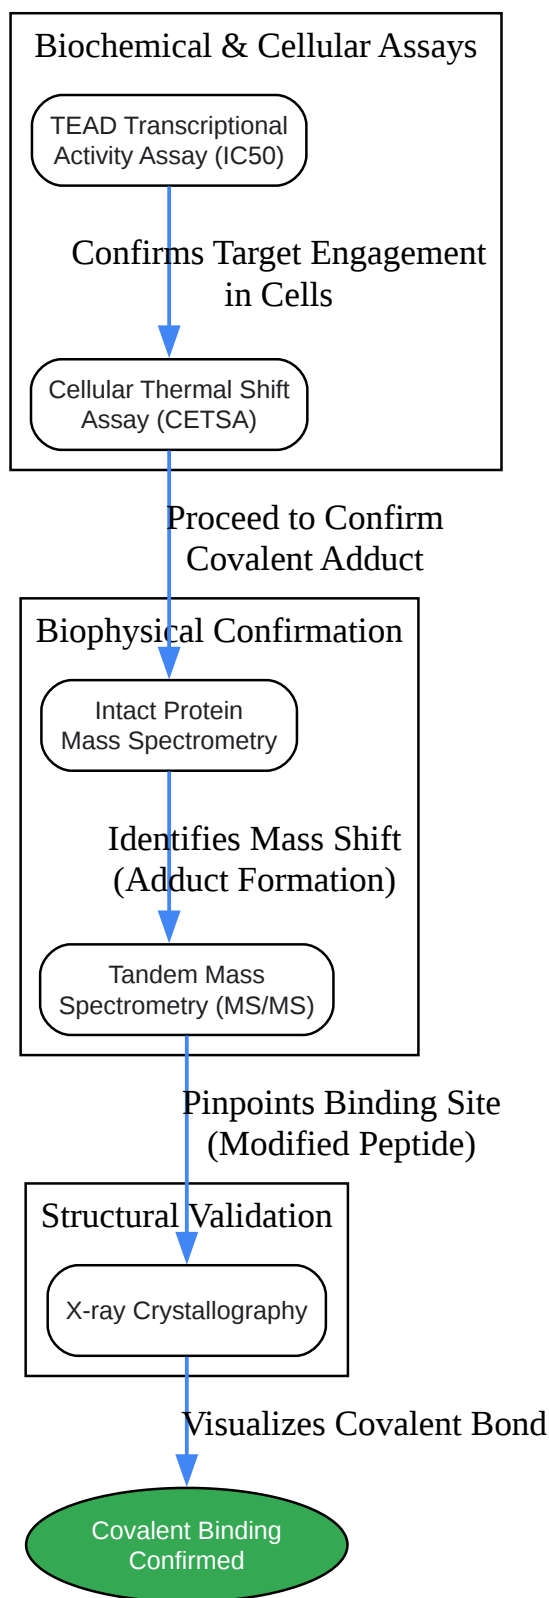 Biochemical & Cellular Assays
TEAD Transcriptional
Activity Assay (IC50)
Confirms Target Engagement
in Cells
Cellular Thermal Shift
Assay (CETSA)
Proceed to Confirm
Covalent Adduct
Biophysical Confirmation
Intact Protein
Mass Spectrometry
Identifies Mass Shift
(Adduct Formation)
Tandem Mass
Spectrometry (MS/MS)
Pinpoints Binding Site
(Modified Peptide)
Structural Validation
X-ray Crystallography
Visualizes Covalent Bond
Covalent Binding
Confirmed